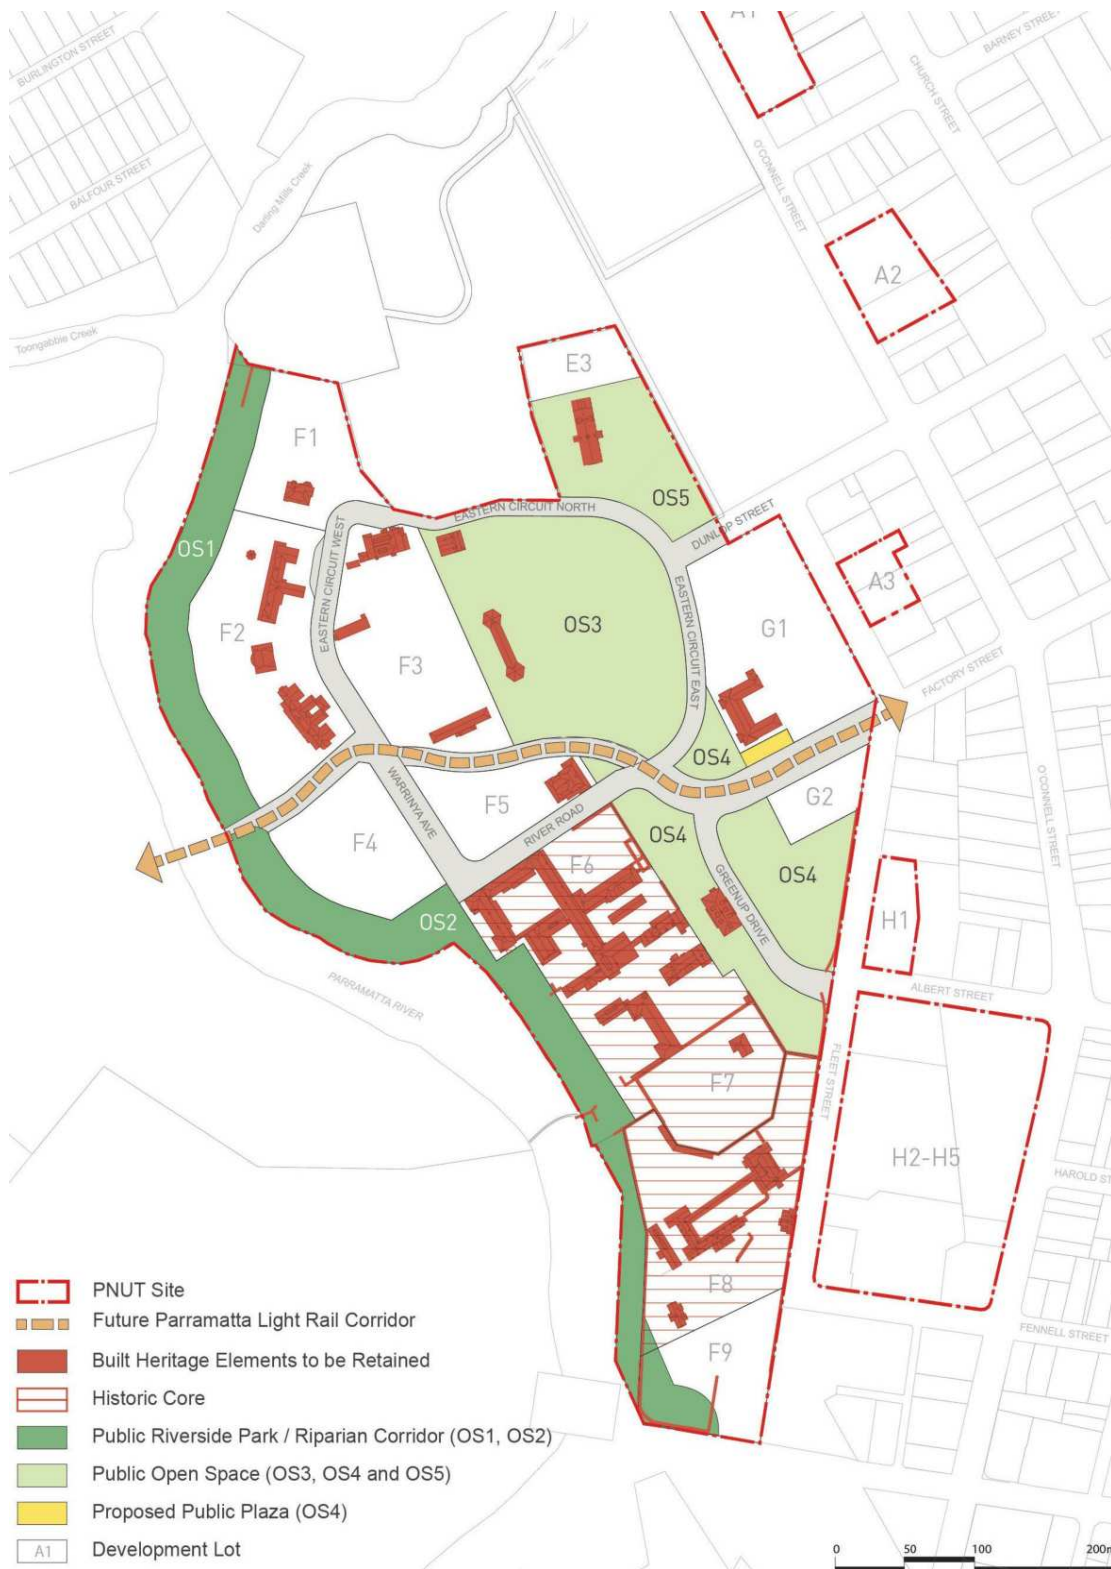 A1
BURLINGTON STREET
BARNEY STREET
CHURCH STREET
BALFOUR STREET
Darling Mills Creek
O'CONNELL STREET
A2
Toongabbie Creek
E3
F1
OS5
EASTERN CIRCUIT NORTH
DUNLOP STREET
OS1
EASTERN CIRCUIT WEST
A3
EASTERN CIRCUIT EAST
F2
OS3
G1
F3
FACTORY STREET
OS4
WARRINYA AVE
F5
G2
O'CONNELL STREET
RIVER ROAD
F4
OS4
F6
OS4
GREENUP DRIVE
OS2
H1
PARRAMATTA RIVER
ALBERT STREET
FLEET STREET
F7
H2-H5
HAROLD ST
F8
PNUT Site
Future Parramatta Light Rail Corridor
FENNELL STREET
F9
Built Heritage Elements to be Retained
Historic Core
Public Riverside Park / Riparian Corridor (OS1, OS2)
Public Open Space (OS3, OS4 and OS5)
Proposed Public Plaza (OS4)
A1 Development Lot
0 50 100 200m